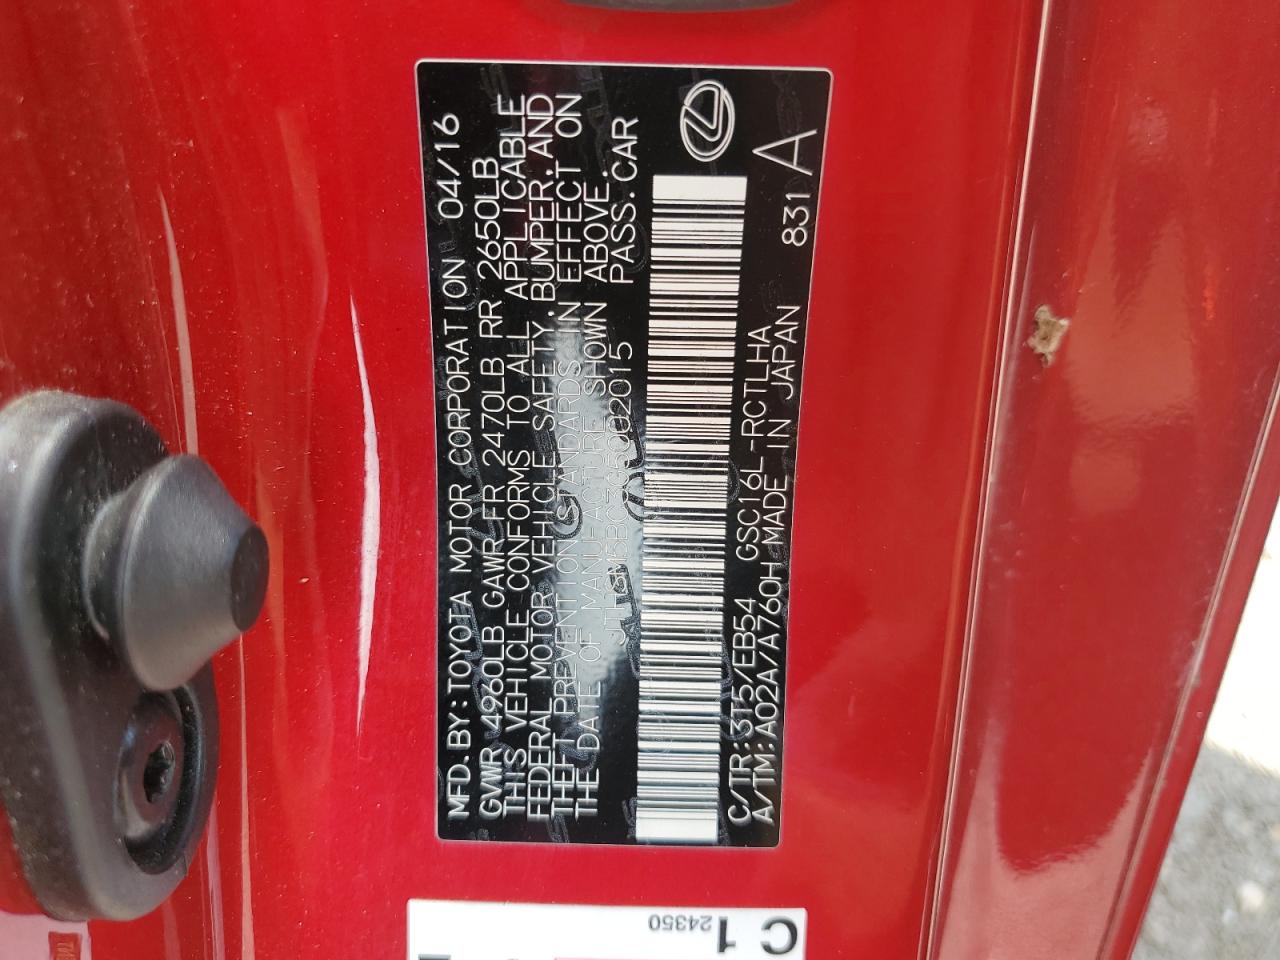 MFD. BY: TOYOTA MOTOR CORPORATION 04/16
GVWR 4960LB GAWR FR 2470LB RR 2650LB
THIS VEHICLE CONFORMS TO ALL APPLICABLE
FEDERAL MOTOR VEHICLE SAFETY, BUMPER, AND
THEFT PREVENTION STANDARDS IN EFFECT ON
THE DATE OF MANUFACTURE SHOWN ABOVE.
PASS. CAR
C/TR: 3T5/EB54 GSC16L-RCTLHA
A/TM: A02A/A760H MADE IN JAPAN 831 A
C 1
24350